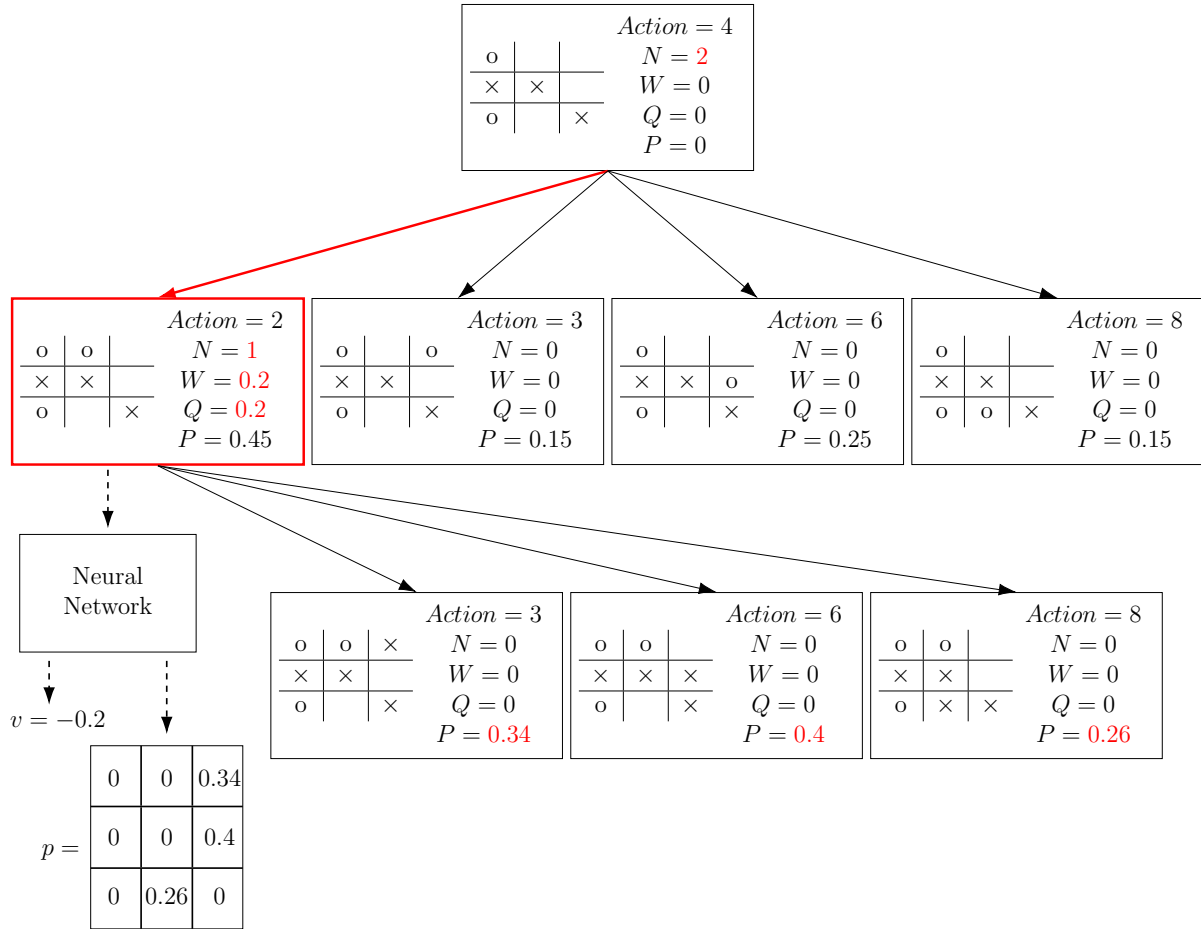 Action = 4
o
N = 2
× ×
W = 0
o ×
Q = 0
P = 0
Action = 2
o o
N = 1
× ×
W = 0.2
o ×
Q = 0.2
P = 0.45
Action = 3
o o
N = 0
× ×
W = 0
o ×
Q = 0
P = 0.15
Action = 6
o
N = 0
× × o
W = 0
o ×
Q = 0
P = 0.25
Action = 8
o
N = 0
× ×
W = 0
o o ×
Q = 0
P = 0.15
Neural
Network
v = −0.2
p =
0 0 0.34
0 0 0.4
0 0.26 0
Action = 3
o o ×
N = 0
× ×
W = 0
o ×
Q = 0
P = 0.34
Action = 6
o o
N = 0
× × ×
W = 0
o ×
Q = 0
P = 0.4
Action = 8
o o
N = 0
× ×
W = 0
o × ×
Q = 0
P = 0.26